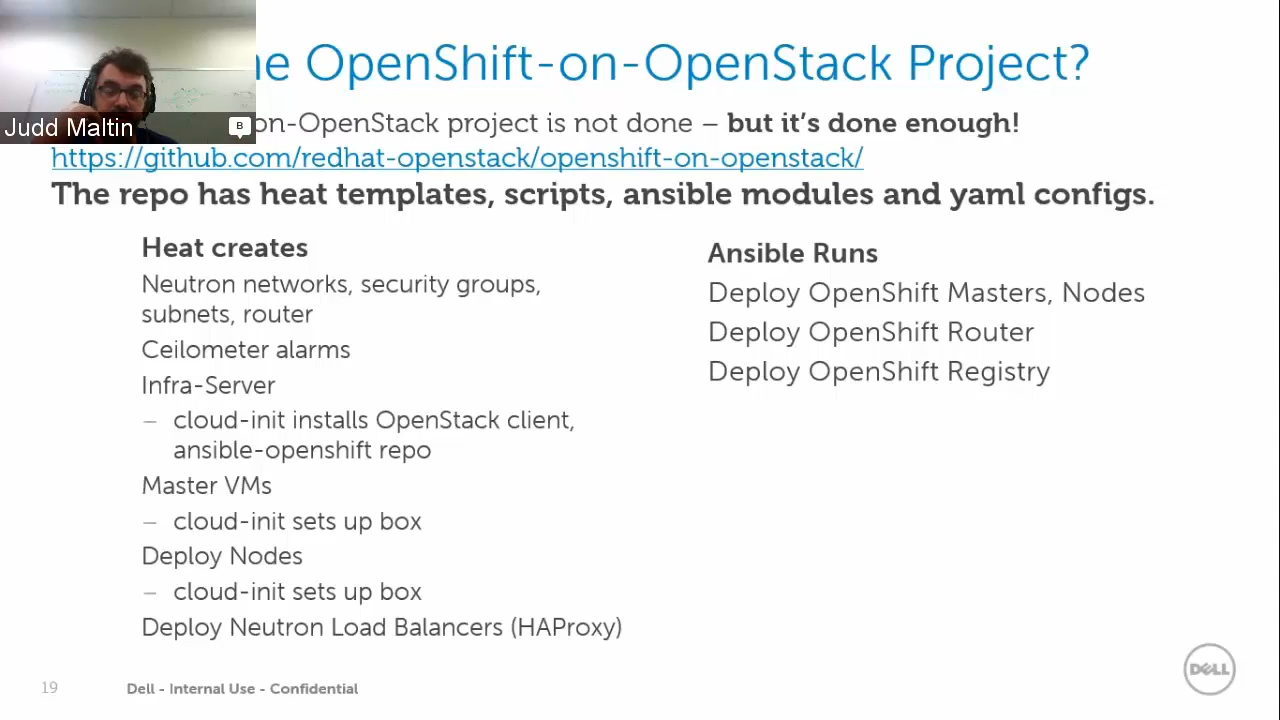 ne OpenShift-on-OpenStack Project?
Judd Maltin
B
on-OpenStack project is not done – but it's done enough!
https://github.com/redhat-openstack/openshift-on-openstack/
The repo has heat templates, scripts, ansible modules and yaml configs.
Heat creates
Neutron networks, security groups,
subnets, router
Ceilometer alarms
Infra-Server
– cloud-init installs OpenStack client,
ansible-openshift repo
Master VMs
– cloud-init sets up box
Deploy Nodes
– cloud-init sets up box
Deploy Neutron Load Balancers (HAProxy)
Ansible Runs
Deploy OpenShift Masters, Nodes
Deploy OpenShift Router
Deploy OpenShift Registry
19
Dell - Internal Use - Confidential
DELL